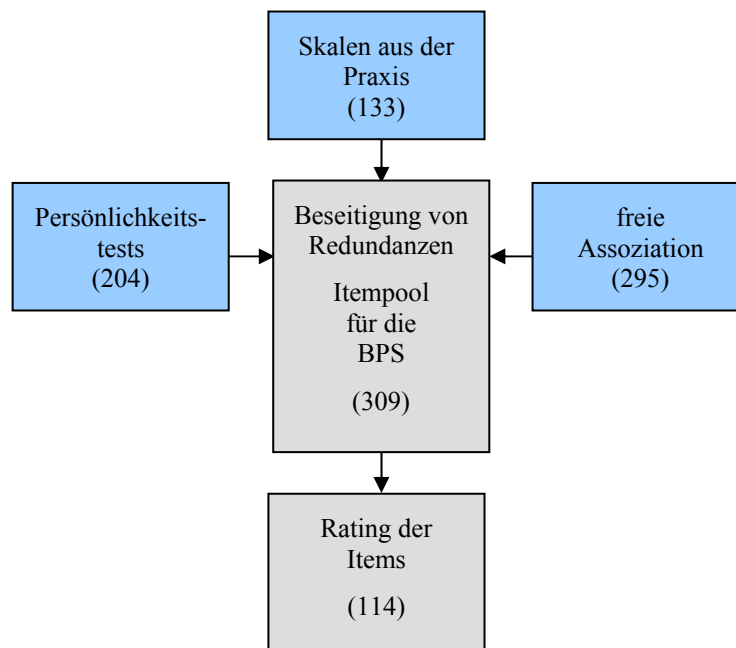 Skalen aus der
Praxis
(133)
Persönlichkeits-
tests
(204)
Beseitigung von
Redundanzen
Itempool
für die
BPS
(309)
freie
Assoziation
(295)
Rating der
Items
(114)